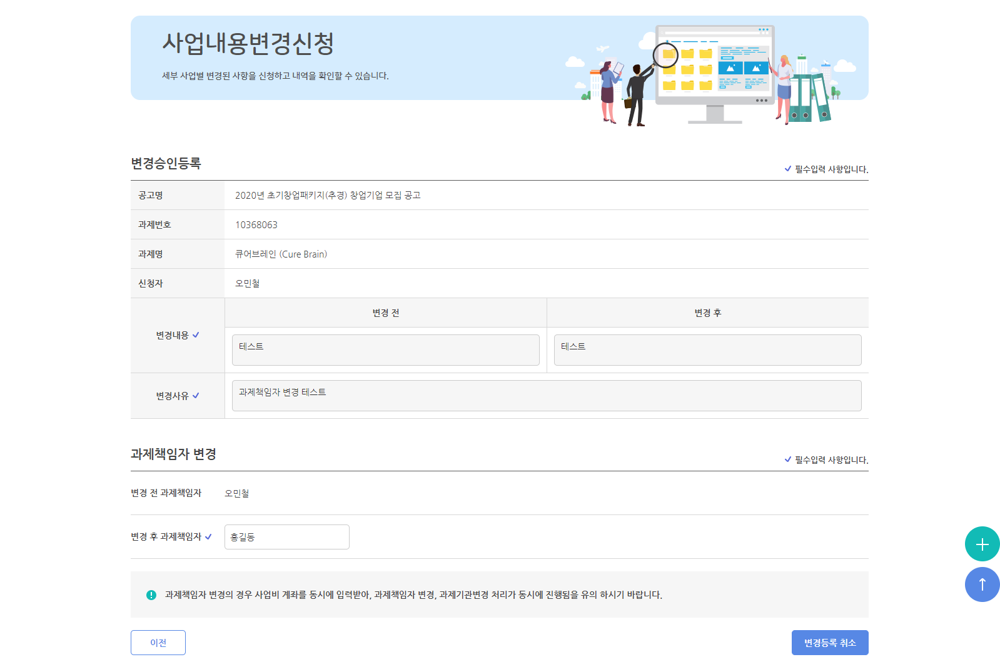 사업내용변경신청
세부 사업별 변경된 사항을 신청하고 내역을 확인할 수 있습니다.
변경승인등록
필수입력 사항입니다.
공고명 2020년 초기창업패키지(추경) 창업기업 모집 공고
과제번호 10368063
과제명 큐어브레인 (Cure Brain)
신청자 오민철
변경내용
변경 전 변경 후
테스트 테스트
변경사유 과제책임자 변경 테스트
과제책임자 변경
필수입력 사항입니다.
변경 전 과제책임자 오민철
변경 후 과제책임자 홍길동
과제책임자 변경의 경우 사업비 계좌를 동시에 입력받아, 과제책임자 변경, 과제기관변경 처리가 동시에 진행됨을 유의 하시기 바랍니다.
이전 변경등록 취소